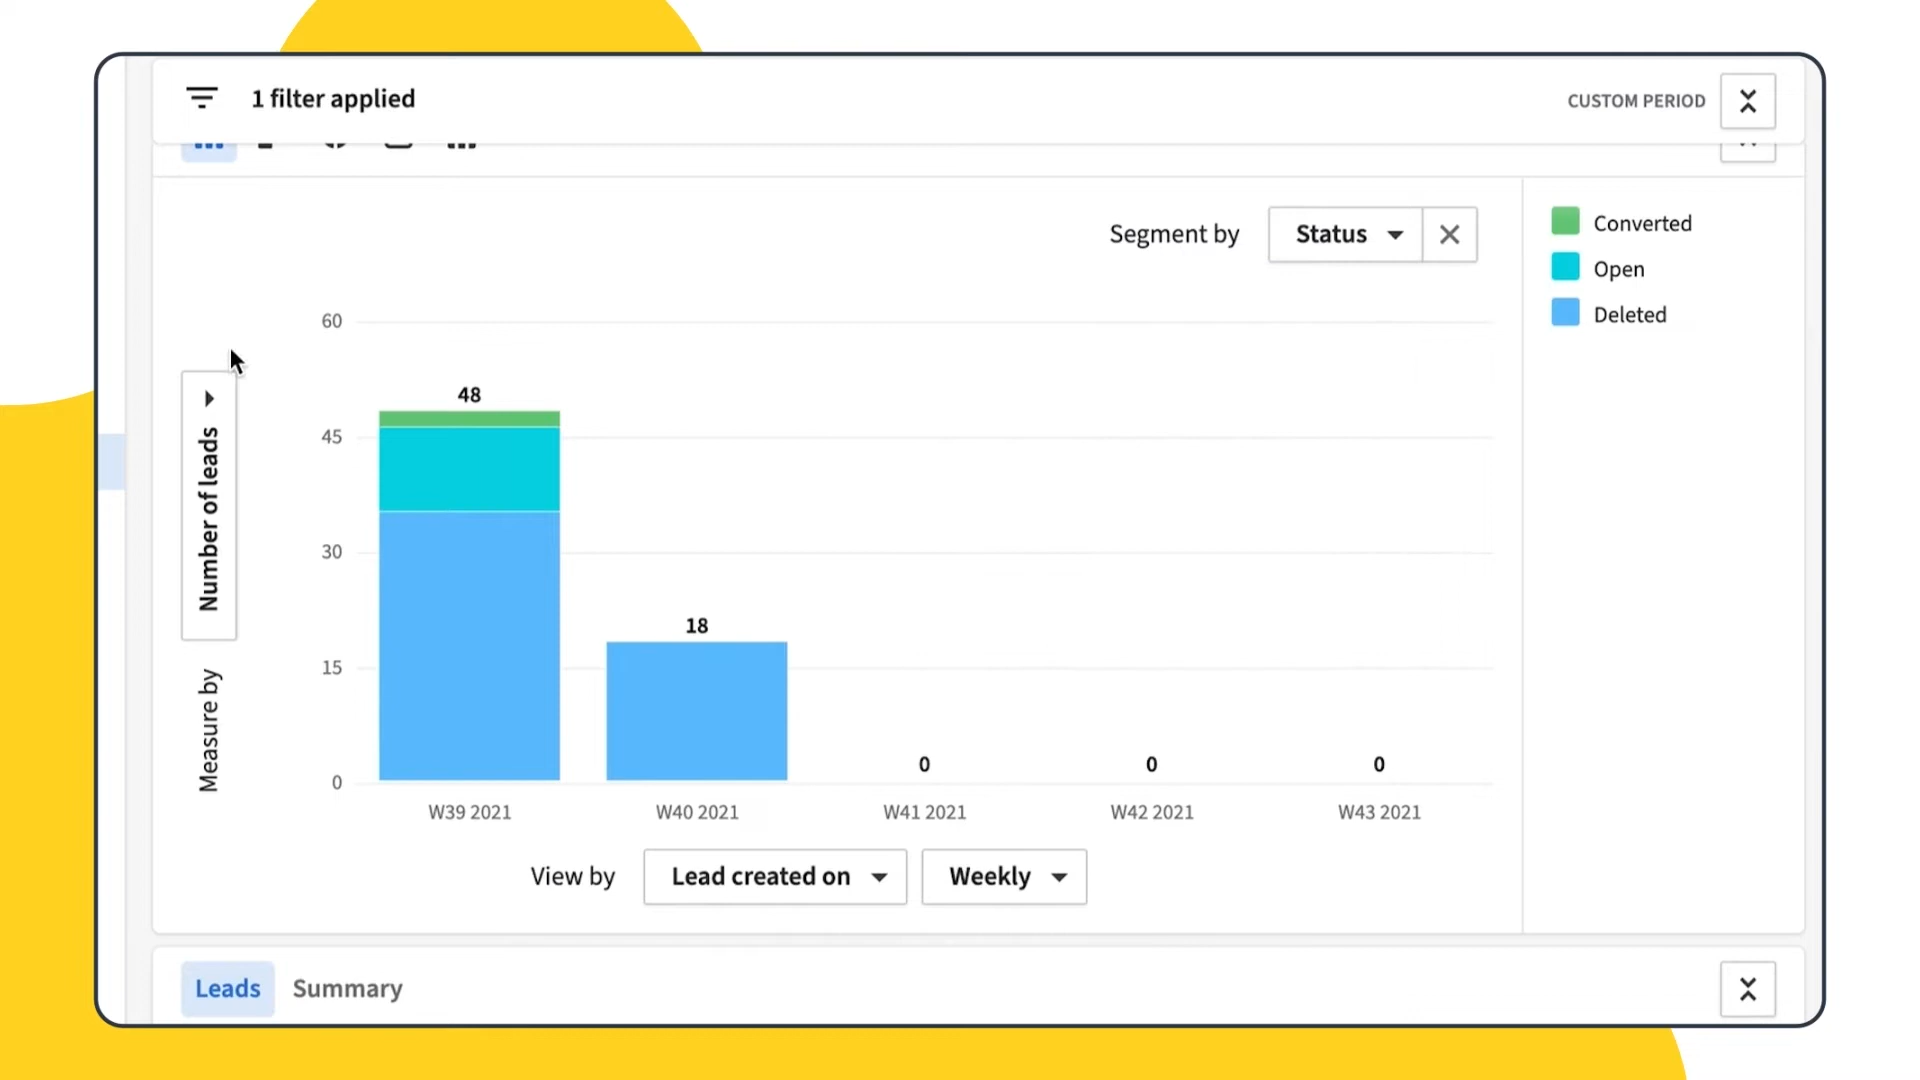 1 filter applied
CUSTOM PERIOD
Segment by
Status
Converted
Open
Deleted
60
45
30
15
0
48
18
0
0
0
Number of leads
Measure by
W39 2021
W40 2021
W41 2021
W42 2021
W43 2021
View by
Lead created on
Weekly
Leads
Summary